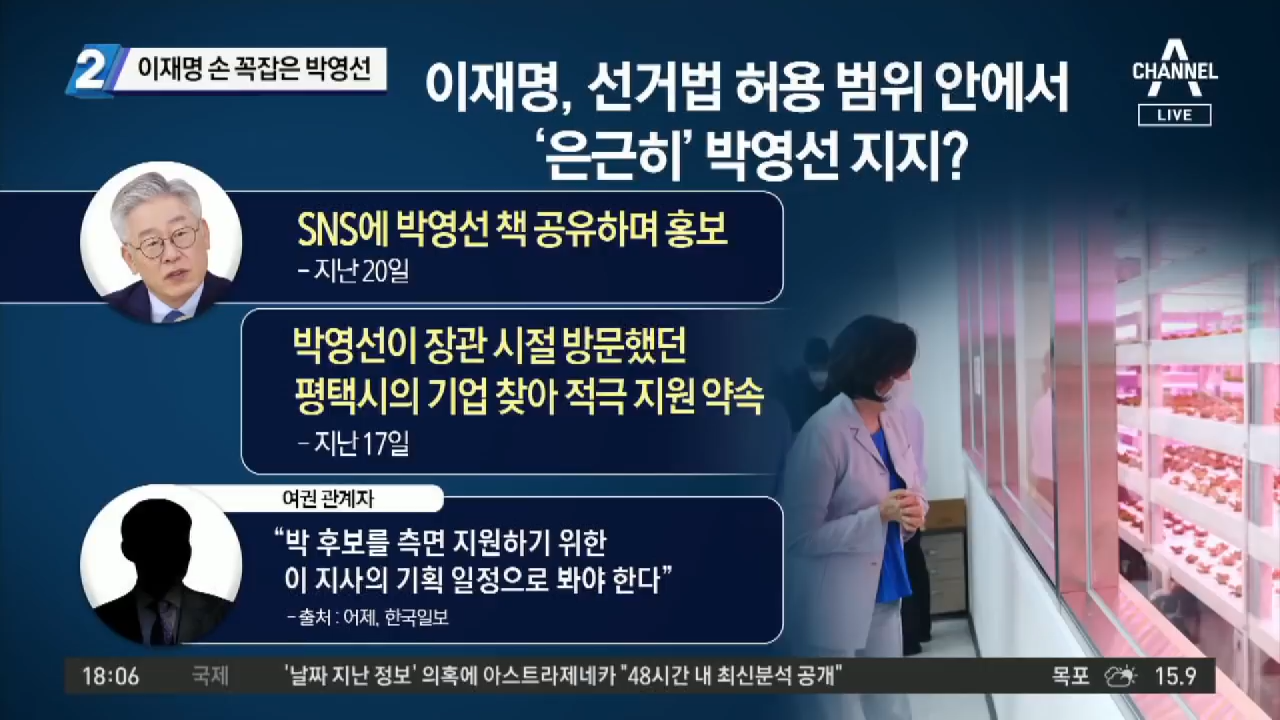 2 이재명 손 꼭잡은 박영선
이재명, 선거법 허용 범위 안에서
‘은근히’ 박영선 지지?
CHANNEL A
LIVE
SNS에 박영선 책 공유하며 홍보
- 지난 20일
박영선이 장관 시절 방문했던
평택시의 기업 찾아 적극 지원 약속
- 지난 17일
여권 관계자
“박 후보를 측면 지원하기 위한
이 지사의 기획 일정으로 봐야 한다”
- 출처 : 어제, 한국일보
18:06 국제 '날짜 지난 정보' 의혹에 아스트라제네카 "48시간 내 최신분석 공개" 목포 15.9